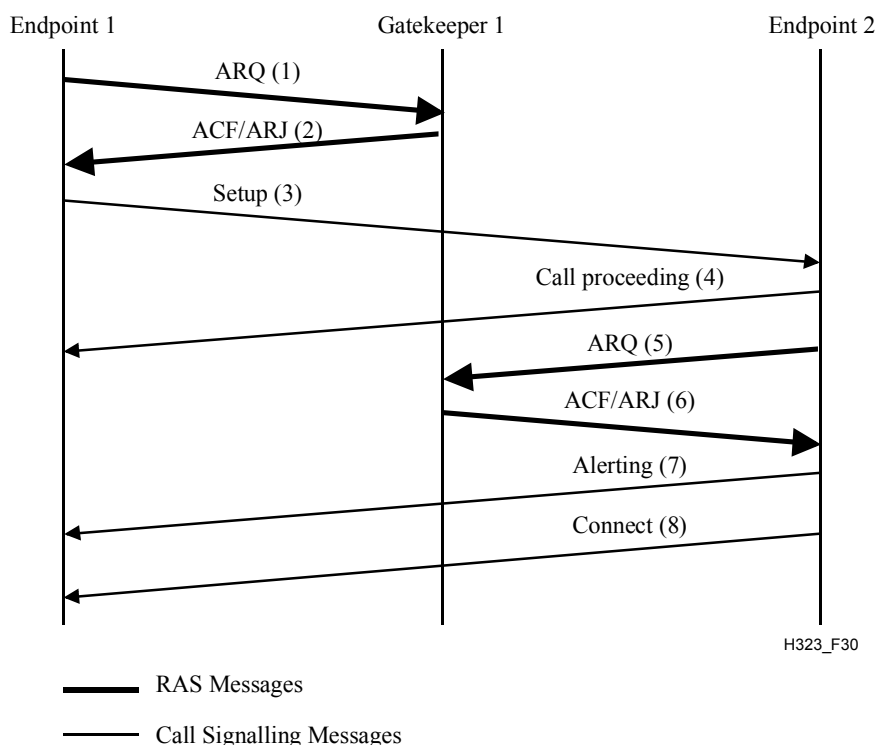 Endpoint 1 Gatekeeper 1 Endpoint 2
ARQ (1)
ACF/ARJ (2)
Setup (3)
Call proceeding (4)
ARQ (5)
ACF/ARJ (6)
Alerting (7)
Connect (8)
H323_F30
RAS Messages
Call Signalling Messages